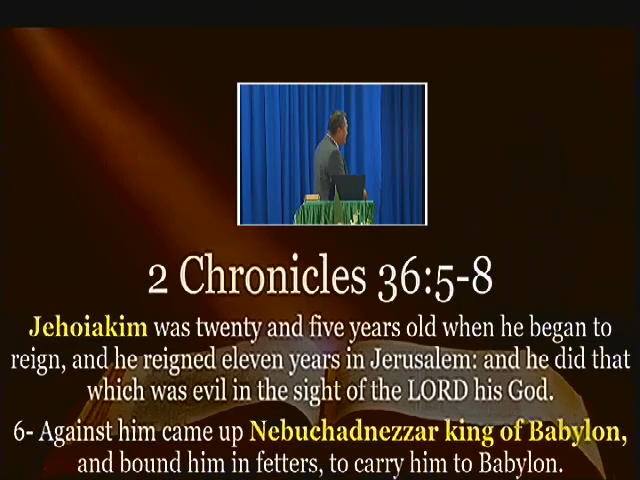 2 Chronicles 36:5-8
Jehoiakim was twenty and five years old when he began to
reign, and he reigned eleven years in Jerusalem: and he did that
which was evil in the sight of the LORD his God.
6- Against him came up Nebuchadnezzar king of Babylon,
and bound him in fetters, to carry him to Babylon.